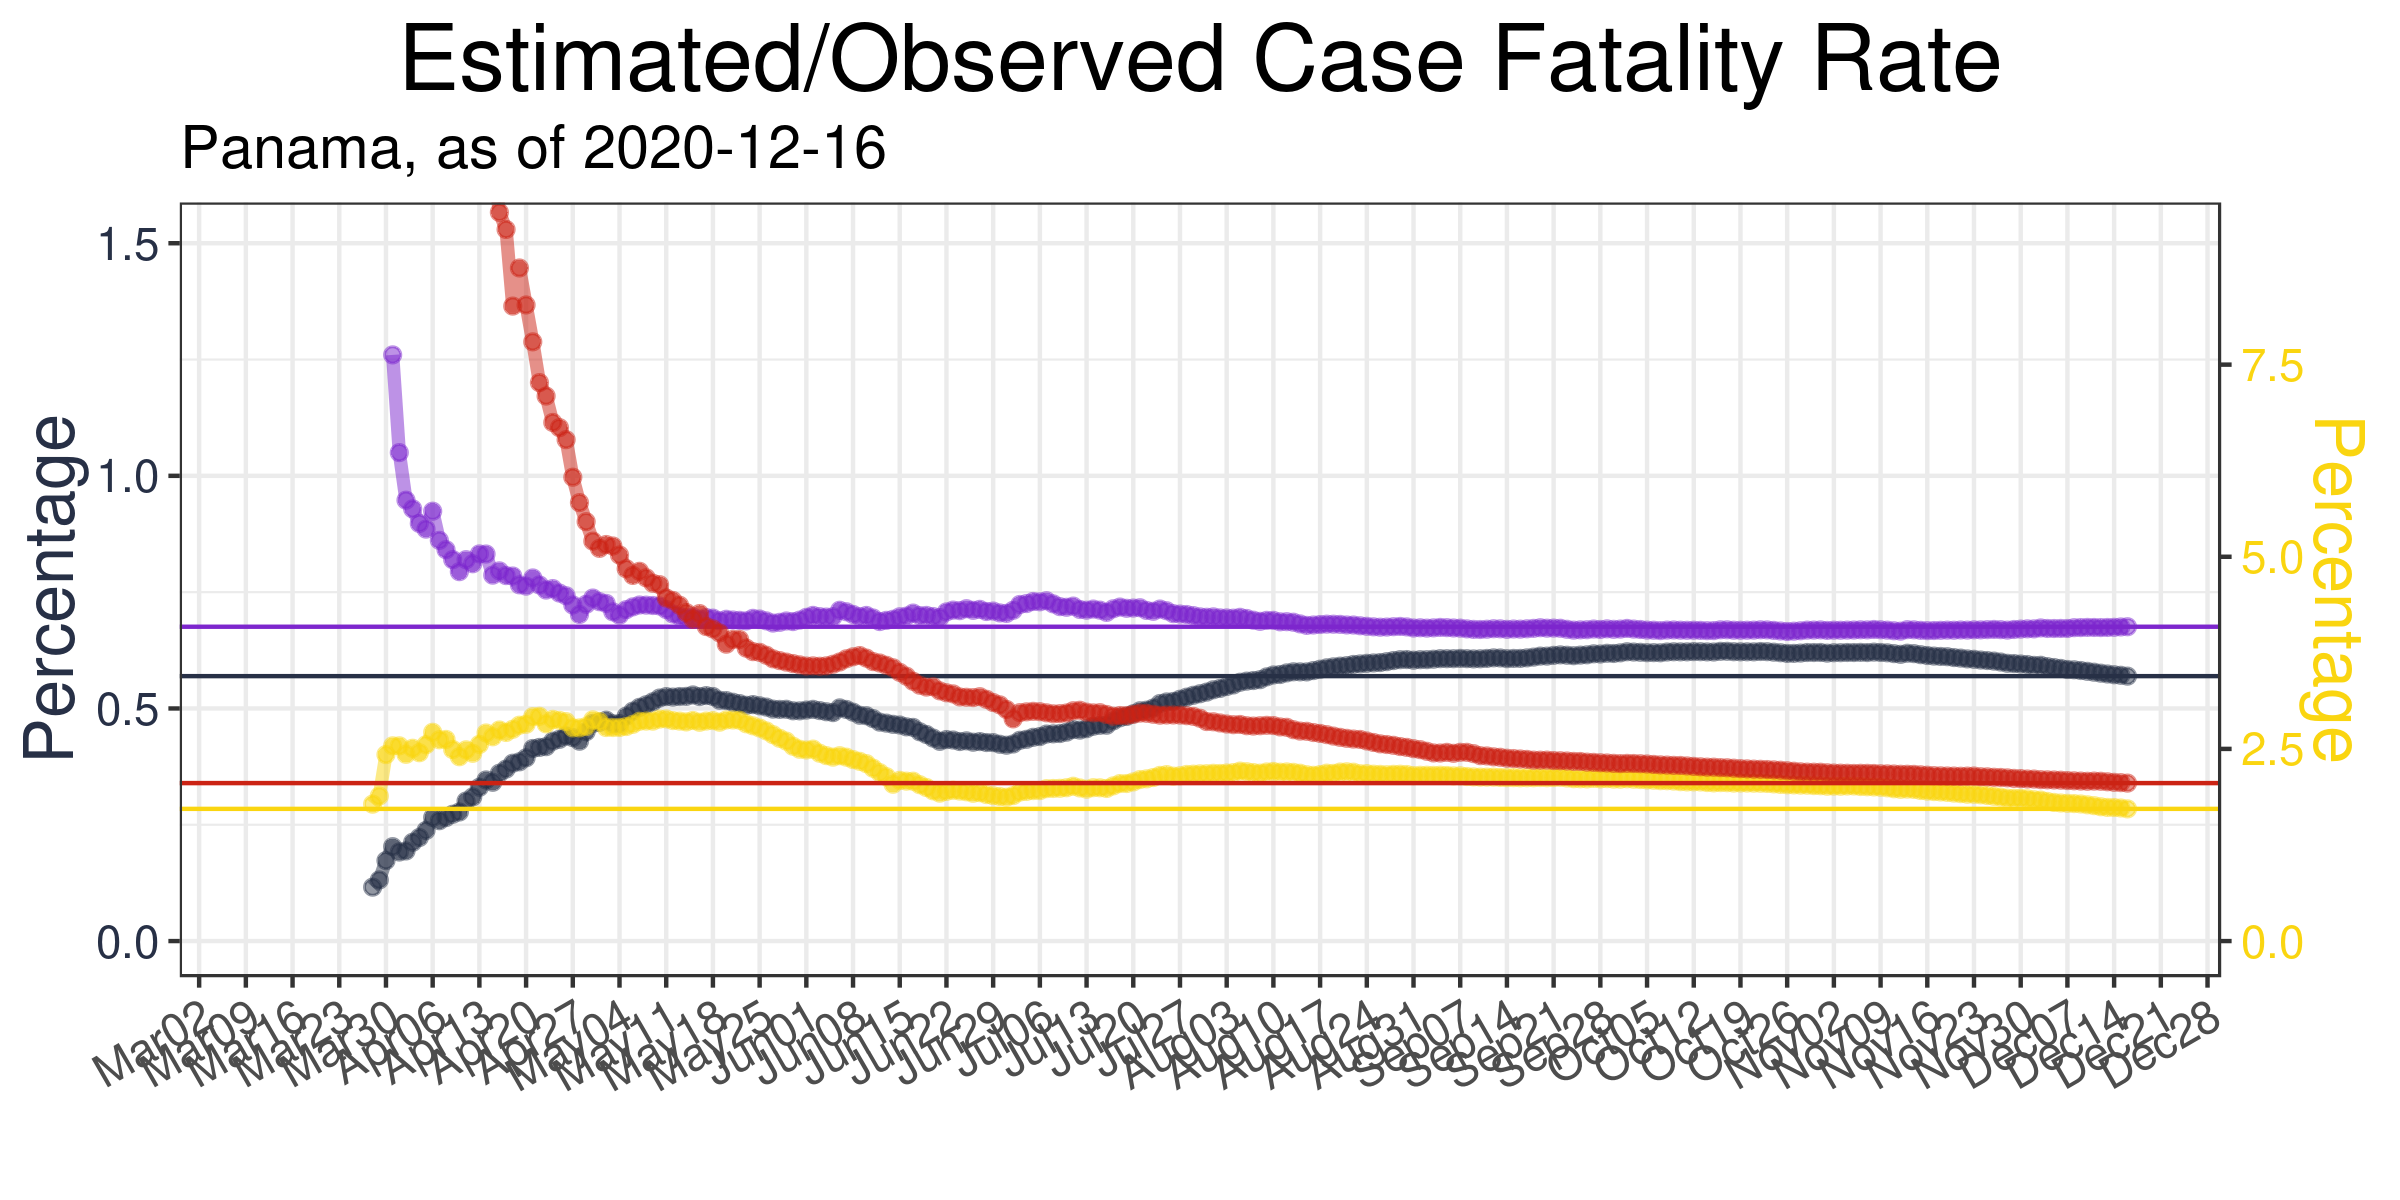 Estimated/Observed Case Fatality Rate
Panama, as of 2020-12-16
Percentage
1.5
1.0
0.5
0.0
7.5
5.0
2.5
0.0
Percentage
Mar02
Mar09
Mar16
Mar23
Mar30
Apr06
Apr13
Apr20
Apr27
May04
May11
May18
May25
Jun01
Jun08
Jun15
Jun22
Jun29
Jul06
Jul13
Jul20
Jul27
Aug03
Aug10
Aug17
Aug24
Aug31
Sep07
Sep14
Sep21
Sep28
Oct05
Oct12
Oct19
Oct26
Nov02
Nov09
Nov16
Nov23
Nov30
Dec07
Dec14
Dec21
Dec28